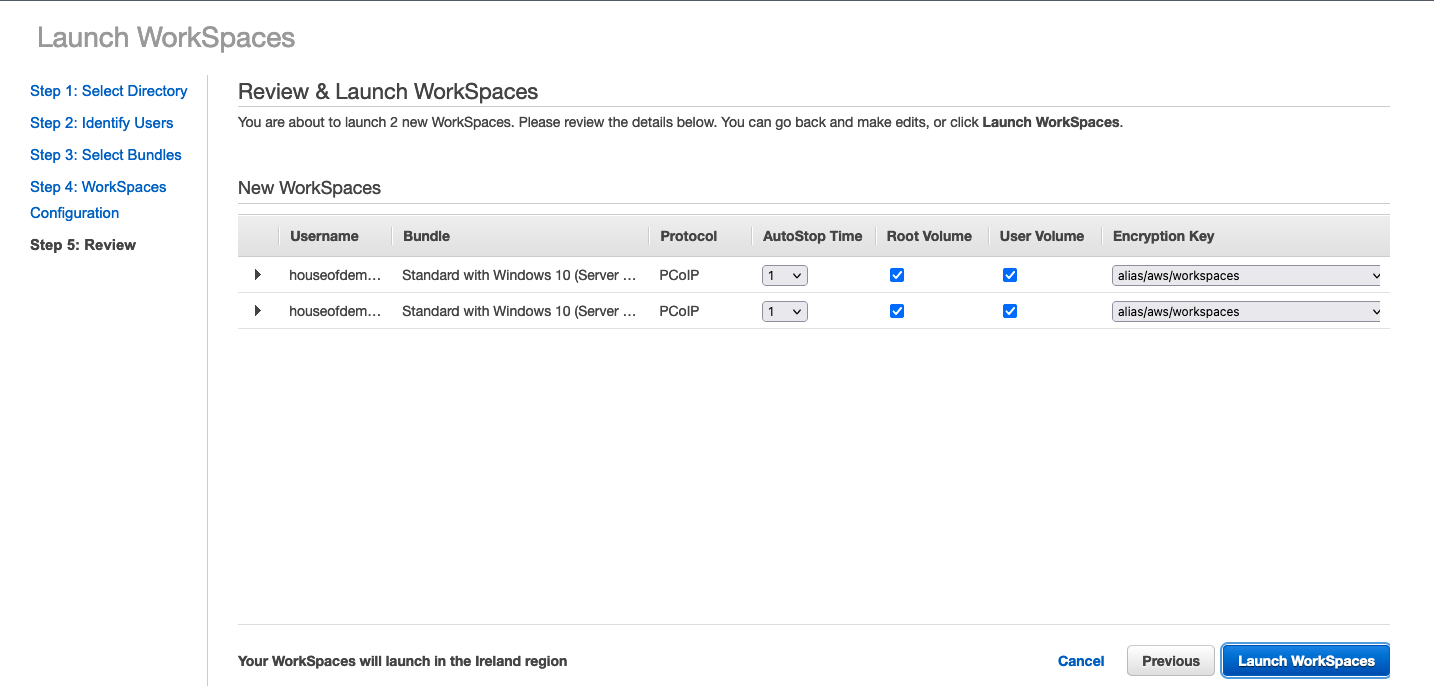 Launch WorkSpaces
Step 1: Select Directory
Step 2: Identify Users
Step 3: Select Bundles
Step 4: WorkSpaces
Configuration
Step 5: Review
Review & Launch WorkSpaces
You are about to launch 2 new WorkSpaces. Please review the details below. You can go back and make edits, or click Launch WorkSpaces.
New WorkSpaces
Username Bundle Protocol AutoStop Time Root Volume User Volume Encryption Key
houseofdem... Standard with Windows 10 (Server ... PCoIP 1 alias/aws/workspaces
houseofdem... Standard with Windows 10 (Server ... PCoIP 1 alias/aws/workspaces
Your WorkSpaces will launch in the Ireland region
Cancel Previous Launch WorkSpaces